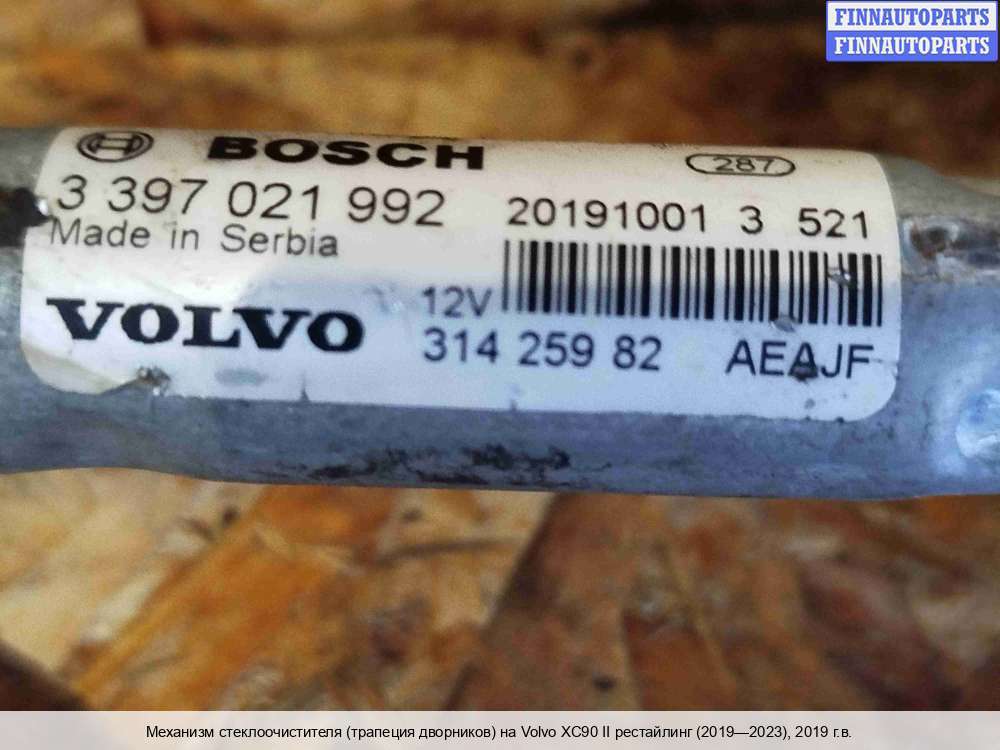 FINNAUTOPARTS
FINNAUTOPARTS
BOSCH 287
3 397 021 992 20191001 3 521
Made in Serbia
VOLVO 12V
314 259 82 AEAJF
Механизм стеклоочистителя (трапеция дворников) на Volvo XC90 II рестайлинг (2019—2023), 2019 г.в.